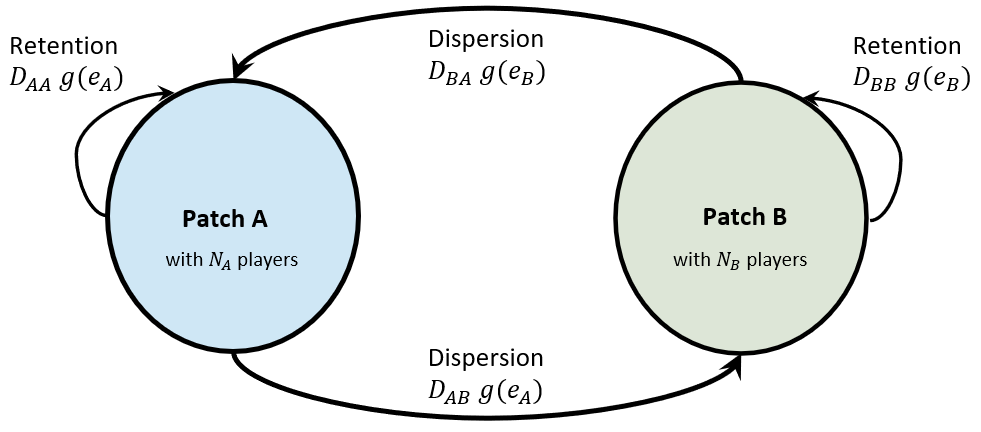 Retention
D_{AA} g(e_A)
Dispersion
D_{BA} g(e_B)
Retention
D_{BB} g(e_B)
Patch A
with N_A players
Patch B
with N_B players
Dispersion
D_{AB} g(e_A)